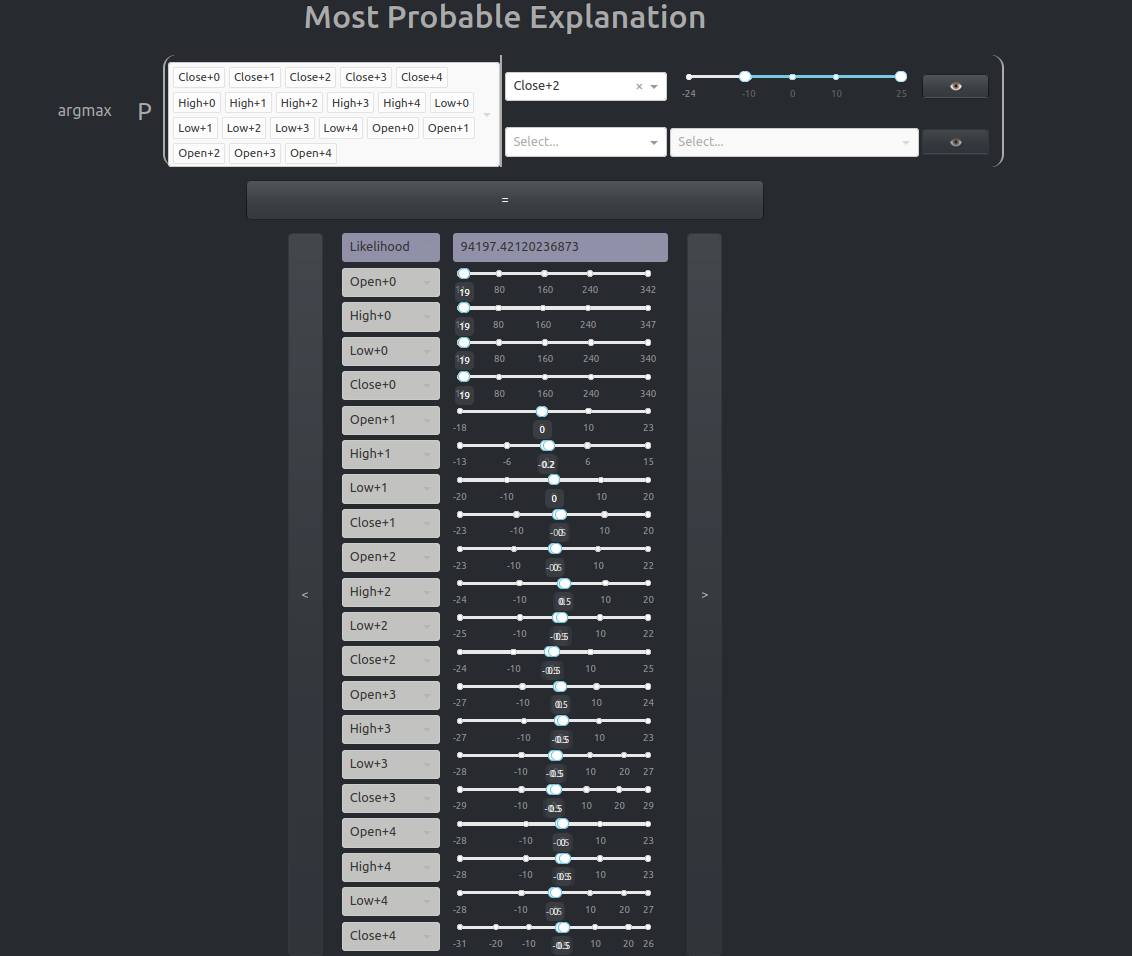 Most Probable Explanation
argmax P
Close+0 Close+1 Close+2 Close+3 Close+4
High+0 High+1 High+2 High+3 High+4 Low+0
Low+1 Low+2 Low+3 Low+4 Open+0 Open+1
Open+2 Open+3 Open+4
Close+2 ×
-24 -10 0 10 25
Select... Select...
=
<
>
Likelihood 94197.42120236873
Open+0
19 80 160 240 342
High+0
19 80 160 240 347
Low+0
19 80 160 240 340
Close+0
19 80 160 240 340
Open+1
-18 0 10 23
High+1
-13 -6 -0.2 6 15
Low+1
-20 -10 0 10 20
Close+1
-23 -10 10 20
Open+2
-23 -10 10 22
High+2
-24 -10 0.5 10 20
Low+2
-25 -10 -0.5 10 22
Close+2
-24 -10 -0.5 10 25
Open+3
-27 -10 0.5 10 24
High+3
-27 -10 -0.5 10 23
Low+3
-28 -10 -0.5 10 20 27
Close+3
-29 -10 -0.5 10 20 29
Open+4
-28 -10 10 23
High+4
-28 -10 -0.5 10 23
Low+4
-28 -10 10 20 27
Close+4
-31 -20 -10 -0.5 10 20 26